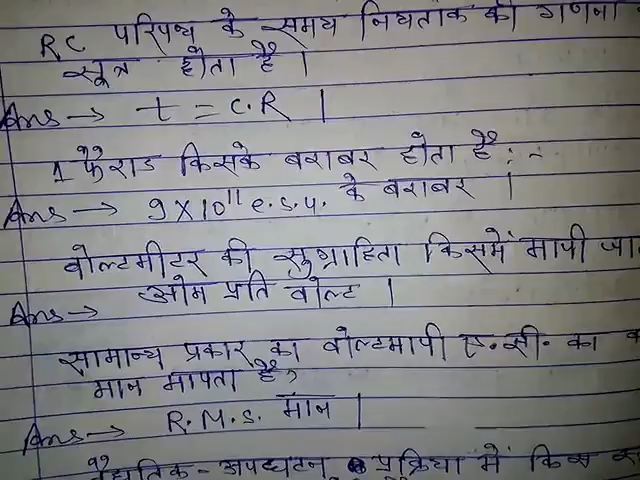 RC परिपथ के समय नियतांक की गणना
सूत्र होता है।
Ans → t = C.R |
1 फैराड किसके बराबर होता है :-
Ans → 9 X 10¹¹ e.s.u. के बराबर |
वोल्टमीटर की सुग्राहिता किसमें मापी जा
Ans → ओम प्रति वोल्ट |
सामान्य प्रकार का वोल्टमापी ए.सी. का
मान मापता है,
Ans → R.M.S. मान |
वैद्युतिक - अपघटन प्रक्रिया में किस